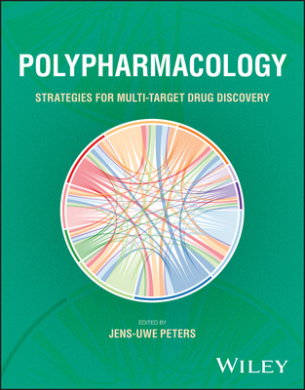 POLYPHARMACOLOGY
STRATEGIES FOR MULTI-TARGET DRUG DISCOVERY
EDITED BY
JENS-UWE PETERS
WILEY